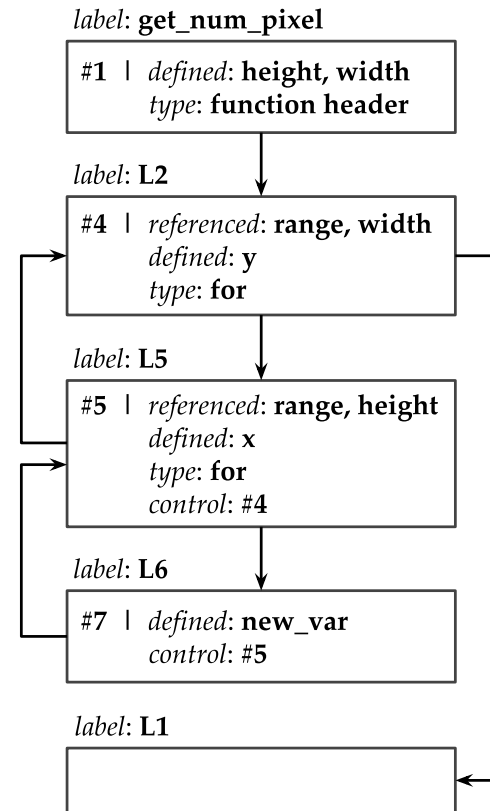 label: get_num_pixel
#1 | defined: height, width
type: function header
label: L2
#4 | referenced: range, width
defined: y
type: for
label: L5
#5 | referenced: range, height
defined: x
type: for
control: #4
label: L6
#7 | defined: new_var
control: #5
label: L1